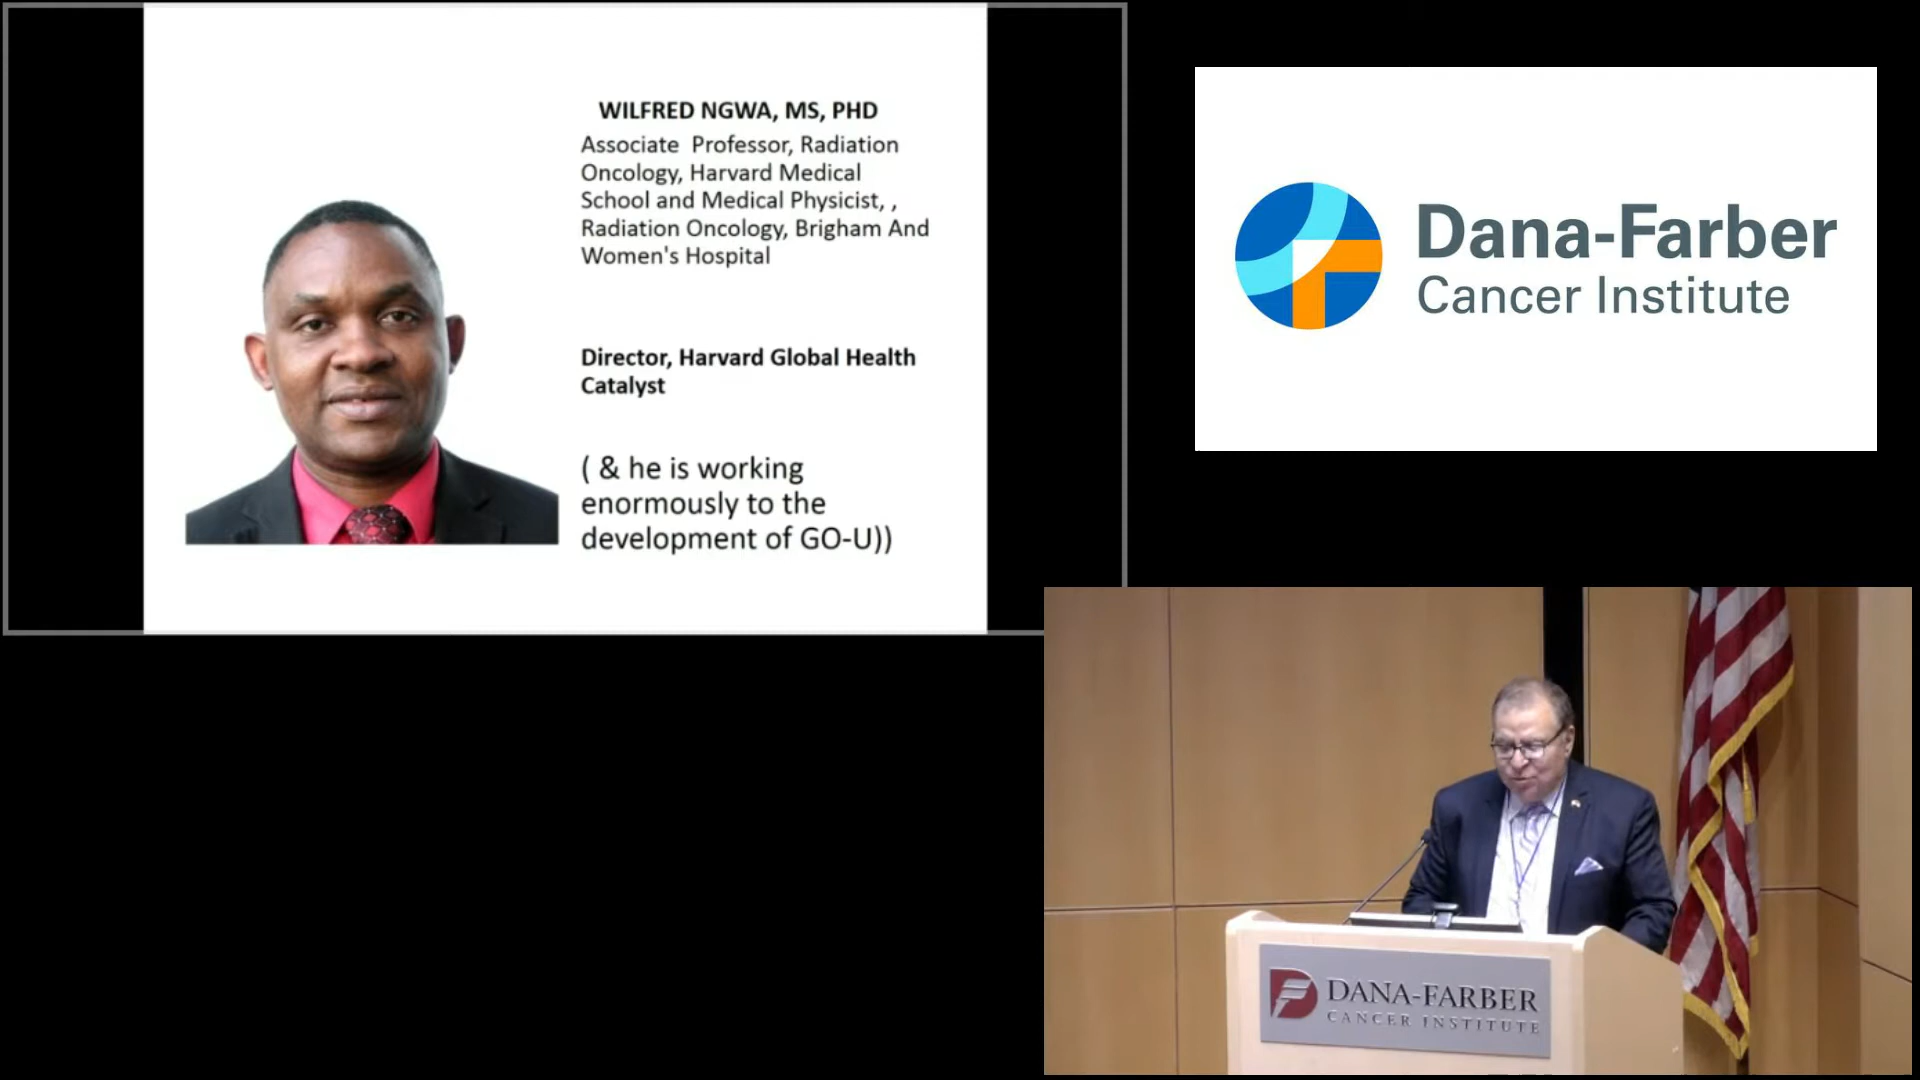 WILFRED NGWA, MS, PHD
Associate  Professor, Radiation
Oncology, Harvard Medical
School and Medical Physicist, ,
Radiation Oncology, Brigham And
Women's Hospital
Director, Harvard Global Health
Catalyst
( & he is working
enormously to the
development of GO-U))
Dana-Farber
Cancer Institute
DANA-FARBER
CANCER INSTITUTE